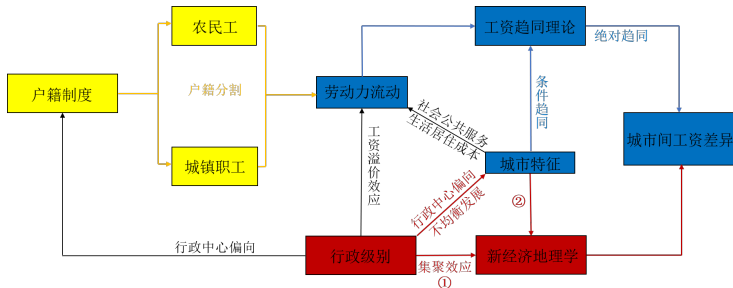 农民工
工资趋同理论
绝对趋同
户籍制度
户籍分割
劳动力流动
条件趋同
社会公共服务
生活居住成本
城市间工资差异
城镇职工
工资溢价效应
城市特征
行政中心偏向
不均衡发展
②
行政中心偏向
行政级别
集聚效应
①
新经济地理学